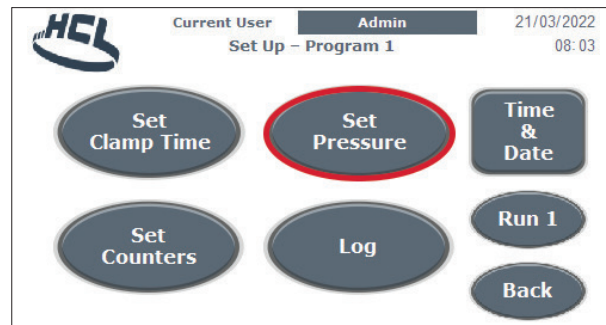 HCL
Current User
Admin
21/03/2022
Set Up – Program 1
08:03
Set
Clamp Time
Set
Pressure
Time
&
Date
Set
Counters
Log
Run 1
Back